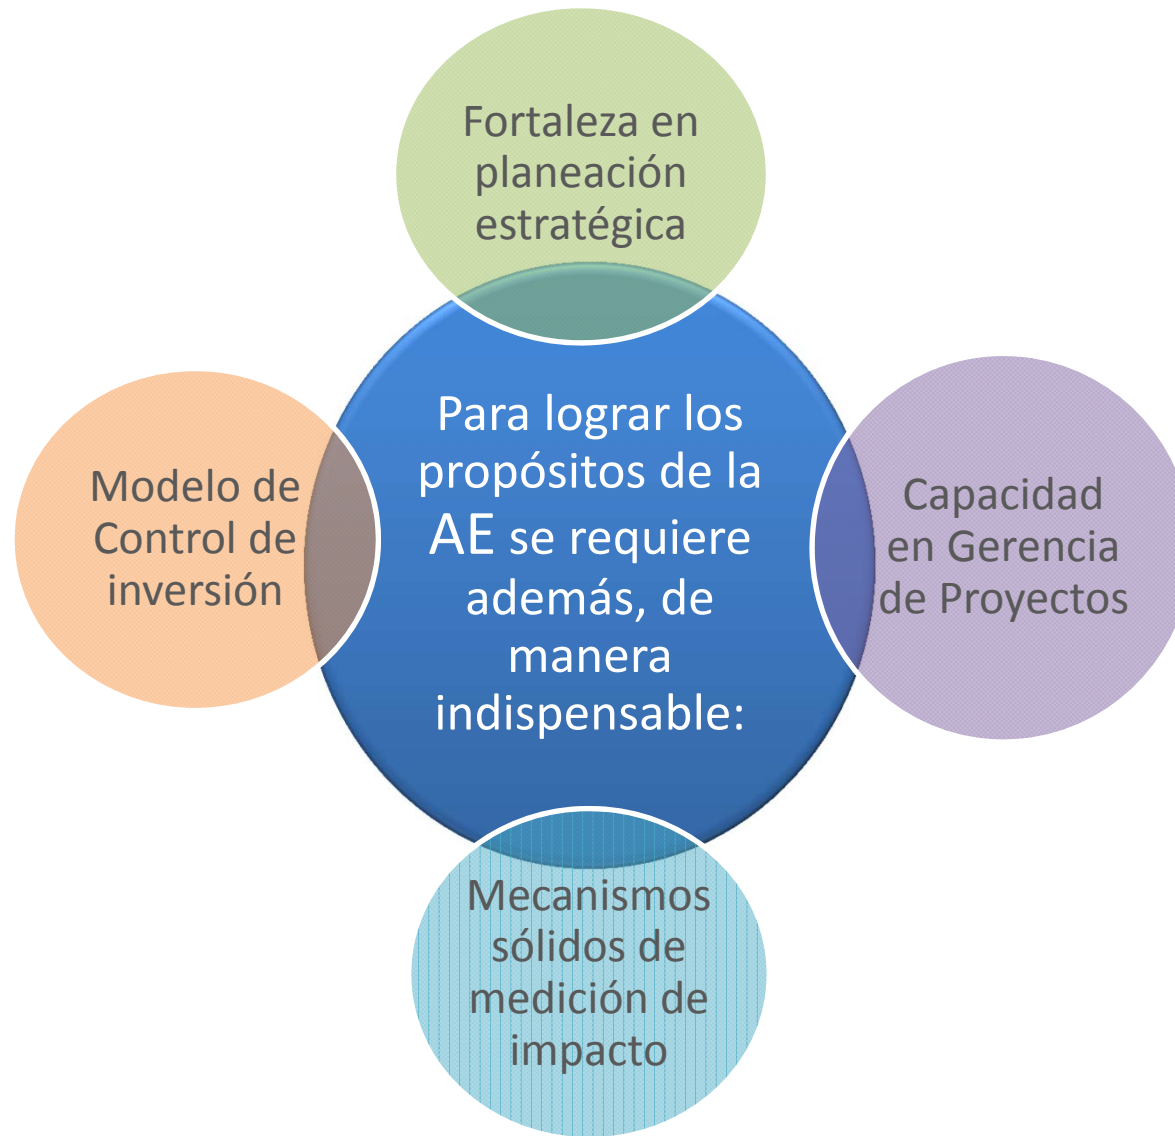 Fortaleza en
planeación
estratégica
Para lograr los
propósitos de la
AE se requiere
además, de
manera
indispensable:
Modelo de
Control de
inversión
Capacidad
en Gerencia
de Proyectos
Mecanismos
sólidos de
medición de
impacto